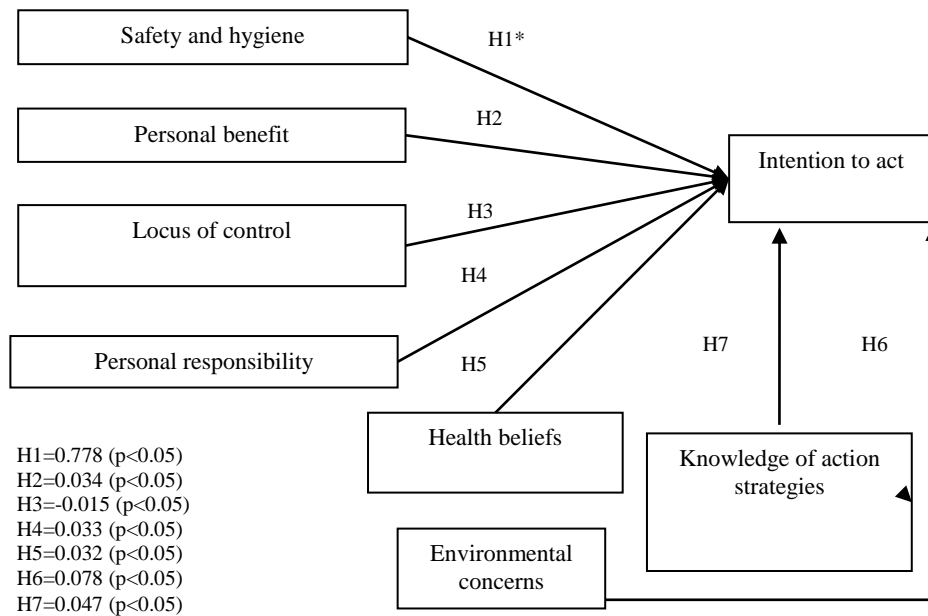 Safety and hygiene
H1*
Personal benefit
H2
Intention to act
Locus of control
H3
H4
Personal responsibility
H5
H7
H6
Health beliefs
Knowledge of action
strategies
Environmental
concerns
H1=0.778 (p<0.05)
H2=0.034 (p<0.05)
H3=-0.015 (p<0.05)
H4=0.033 (p<0.05)
H5=0.032 (p<0.05)
H6=0.078 (p<0.05)
H7=0.047 (p<0.05)